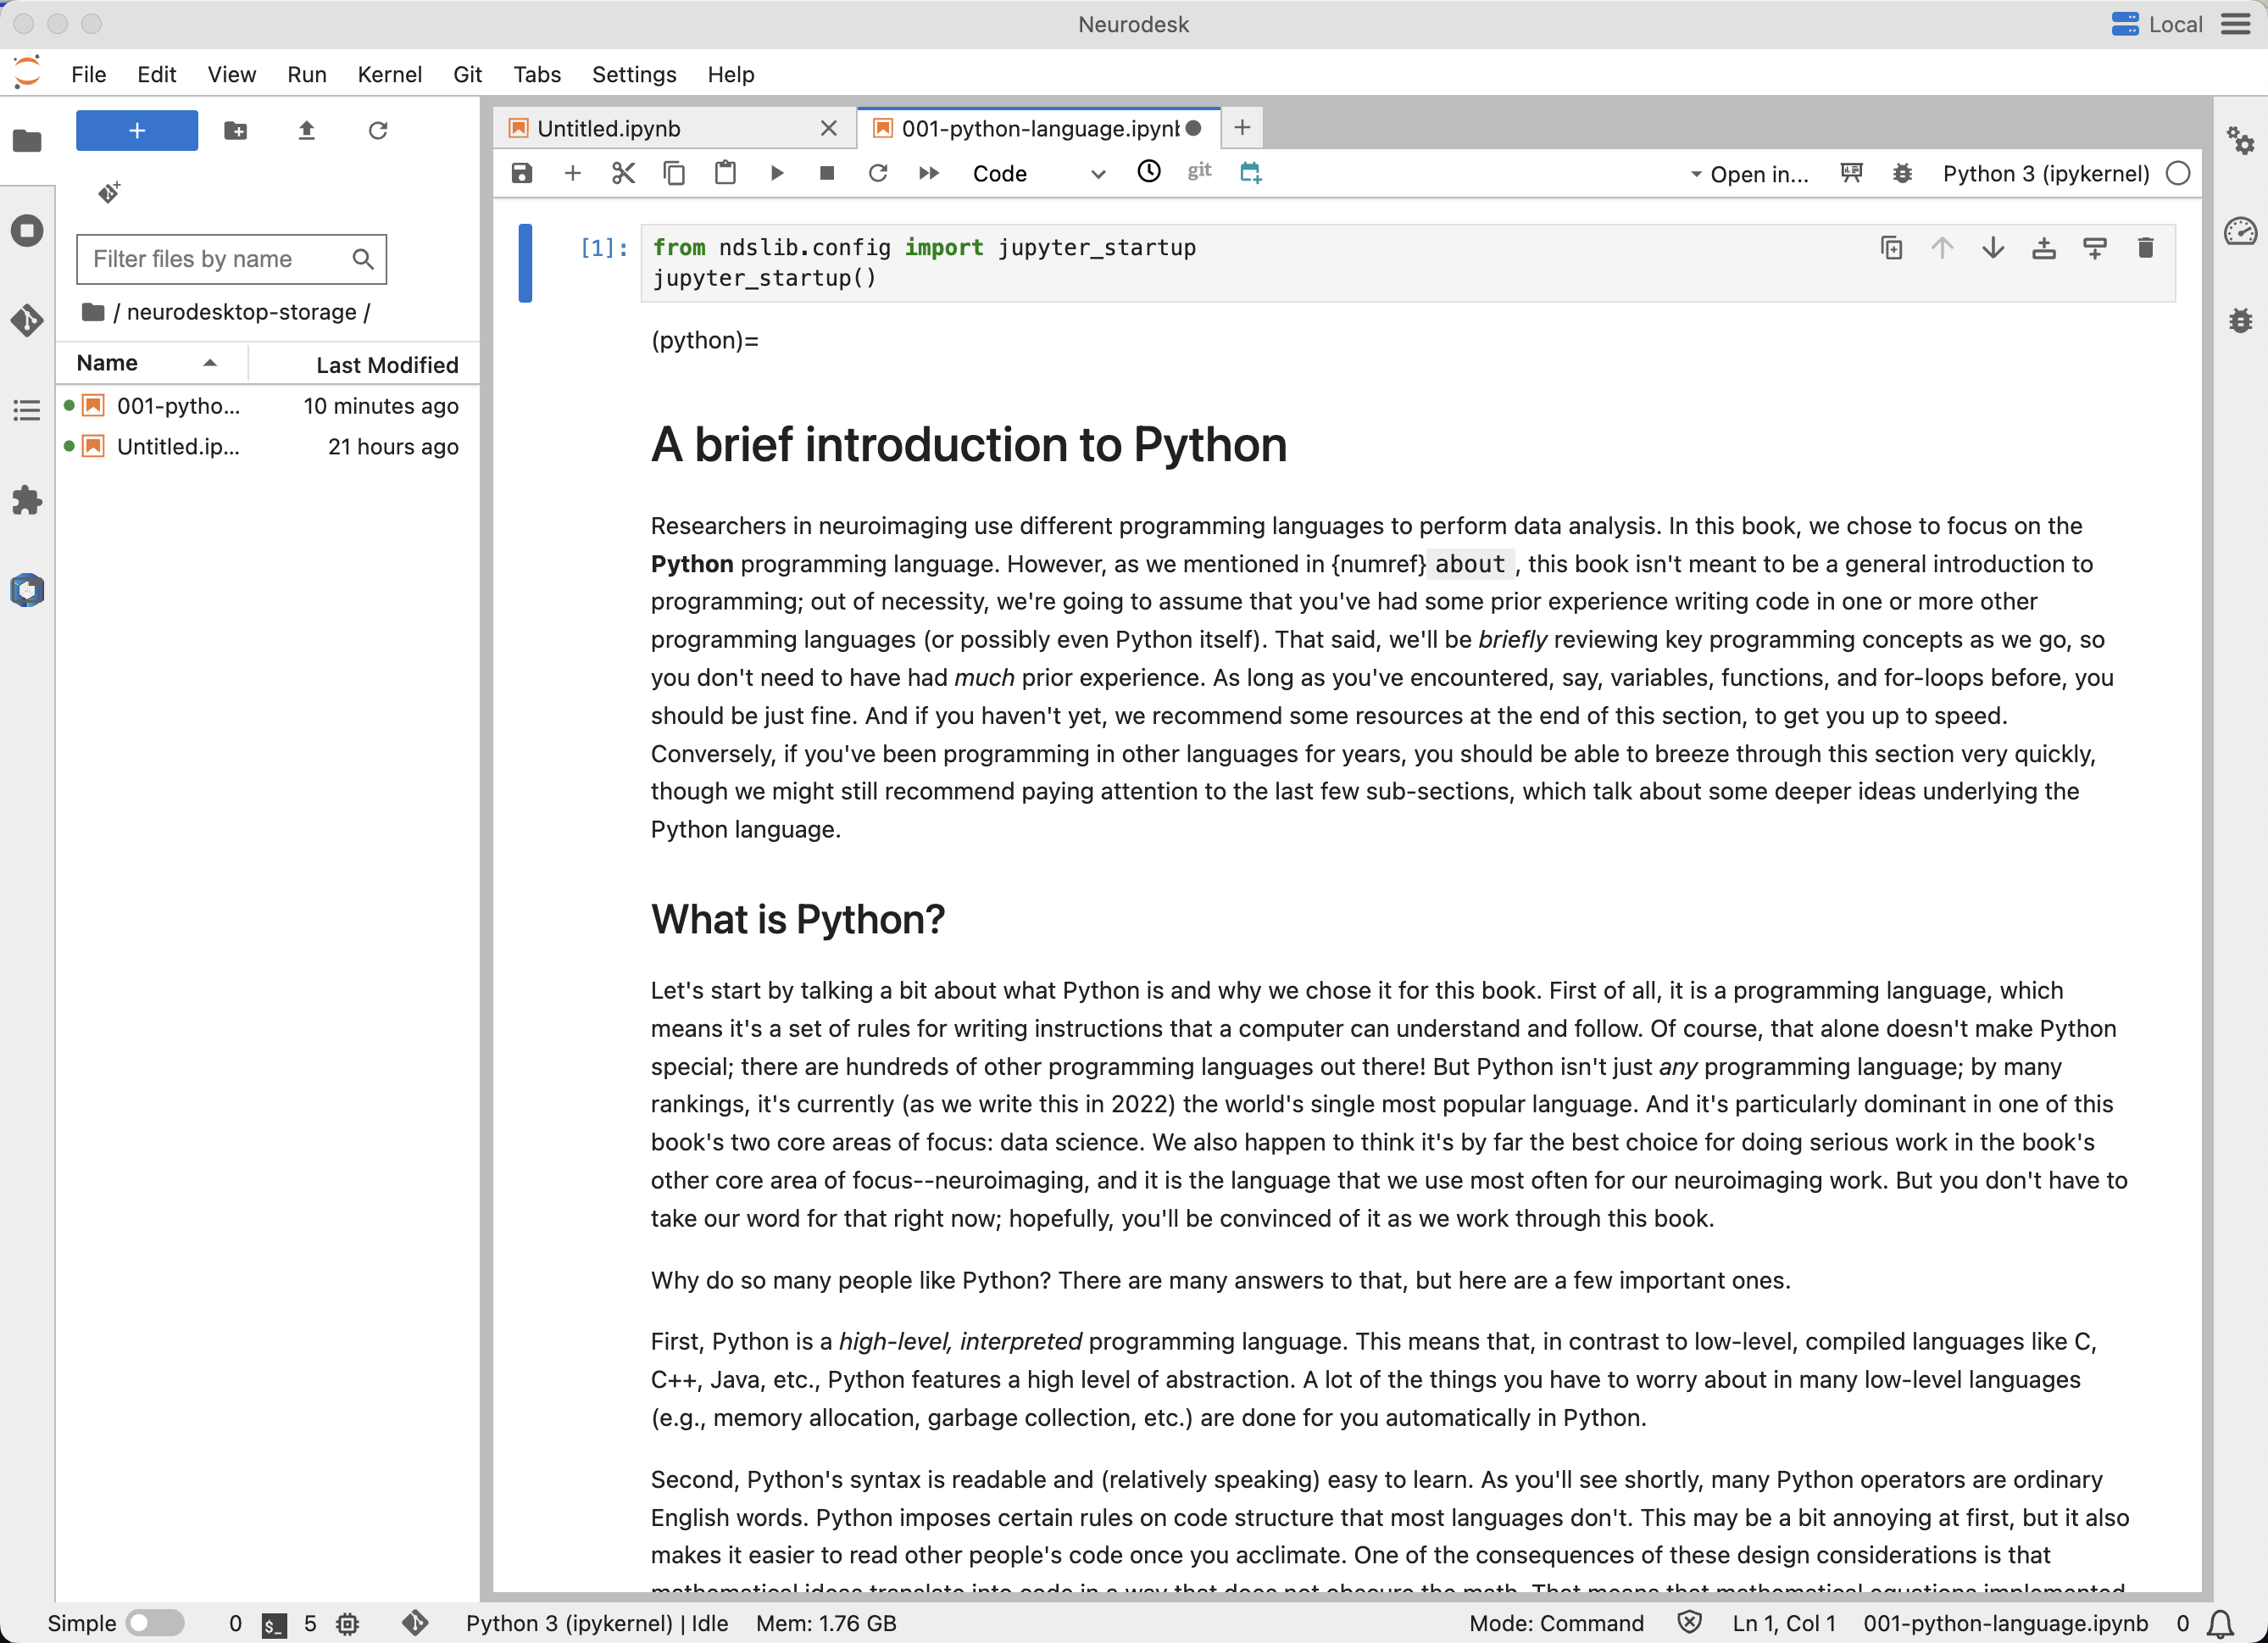 Neurodesk
Local
File Edit View Run Kernel Git Tabs Settings Help
Untitled.ipynb
001-python-language.ipynb
Code
git
Open in...
Python 3 (ipykernel)
Filter files by name
/ neurodesktop-storage /
Name Last Modified
001-pytho... 10 minutes ago
Untitled.ip... 21 hours ago
[1]: from ndslib.config import jupyter_startup
jupyter_startup()
(python)=
A brief introduction to Python
Researchers in neuroimaging use different programming languages to perform data analysis. In this book, we chose to focus on the
Python programming language. However, as we mentioned in {numref} about , this book isn't meant to be a general introduction to
programming; out of necessity, we're going to assume that you've had some prior experience writing code in one or more other
programming languages (or possibly even Python itself). That said, we'll be briefly reviewing key programming concepts as we go, so
you don't need to have had much prior experience. As long as you've encountered, say, variables, functions, and for-loops before, you
should be just fine. And if you haven't yet, we recommend some resources at the end of this section, to get you up to speed.
Conversely, if you've been programming in other languages for years, you should be able to breeze through this section very quickly,
though we might still recommend paying attention to the last few sub-sections, which talk about some deeper ideas underlying the
Python language.
What is Python?
Let's start by talking a bit about what Python is and why we chose it for this book. First of all, it is a programming language, which
means it's a set of rules for writing instructions that a computer can understand and follow. Of course, that alone doesn't make Python
special; there are hundreds of other programming languages out there! But Python isn't just any programming language; by many
rankings, it's currently (as we write this in 2022) the world's single most popular language. And it's particularly dominant in one of this
book's two core areas of focus: data science. We also happen to think it's by far the best choice for doing serious work in the book's
other core area of focus--neuroimaging, and it is the language that we use most often for our neuroimaging work. But you don't have to
take our word for that right now; hopefully, you'll be convinced of it as we work through this book.
Why do so many people like Python? There are many answers to that, but here are a few important ones.
First, Python is a high-level, interpreted programming language. This means that, in contrast to low-level, compiled languages like C,
C++, Java, etc., Python features a high level of abstraction. A lot of the things you have to worry about in many low-level languages
(e.g., memory allocation, garbage collection, etc.) are done for you automatically in Python.
Second, Python's syntax is readable and (relatively speaking) easy to learn. As you'll see shortly, many Python operators are ordinary
English words. Python imposes certain rules on code structure that most languages don't. This may be a bit annoying at first, but it also
makes it easier to read other people's code once you acclimate. One of the consequences of these design considerations is that
mathematical ideas translate into code in a way that does not obscure the math. That means that mathematical equations implemented
Simple 0 $_ 5 Python 3 (ipykernel) | Idle Mem: 1.76 GB Mode: Command Ln 1, Col 1 001-python-language.ipynb 0